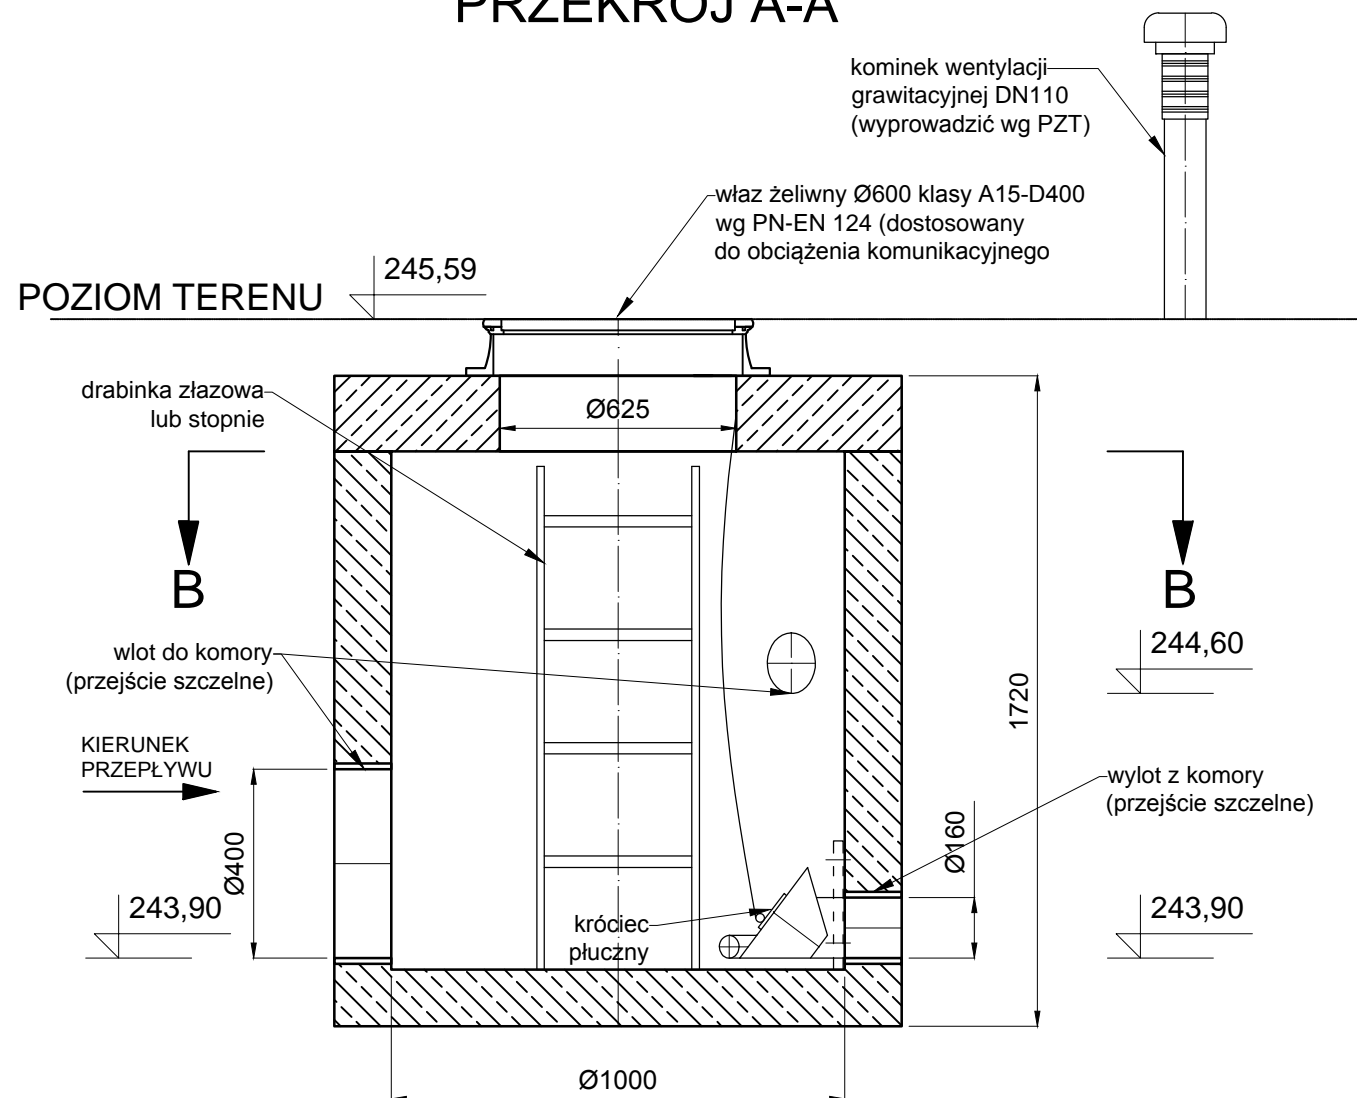 PRZEKRÓJ A-A
kominek wentylacji
grawitacyjnej DN110
(wyprowadzić wg PZT)
właz żeliwny Ø600 klasy A15-D400
wg PN-EN 124 (dostosowany
do obciążenia komunikacyjnego
245,59
POZIOM TERENU
drabinka złazowa
lub stopnie
Ø625
B
B
wlot do komory
(przejście szczelne)
244,60
1720
KIERUNEK
PRZEPŁYWU
wylot z komory
(przejście szczelne)
Ø400
Ø160
243,90
króciec
płuczny
243,90
Ø1000